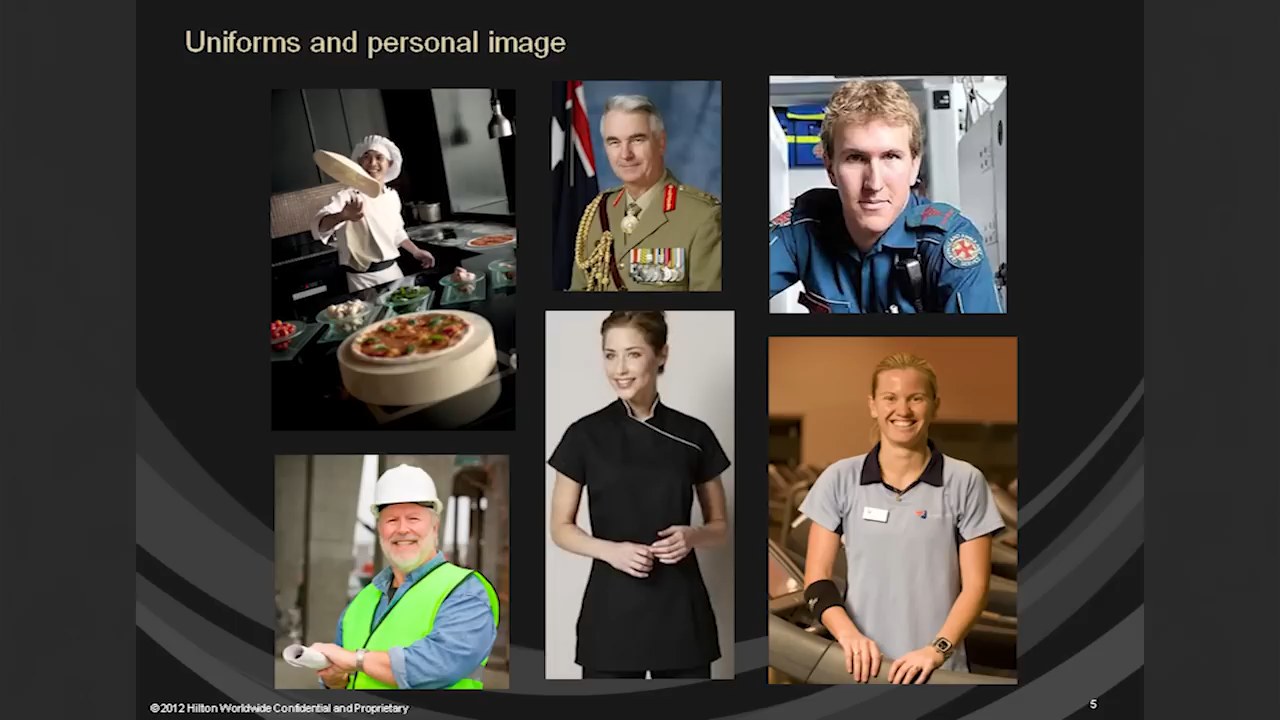 Uniforms and personal image
©2012 Hilton Worldwide Confidential and Proprietary
5